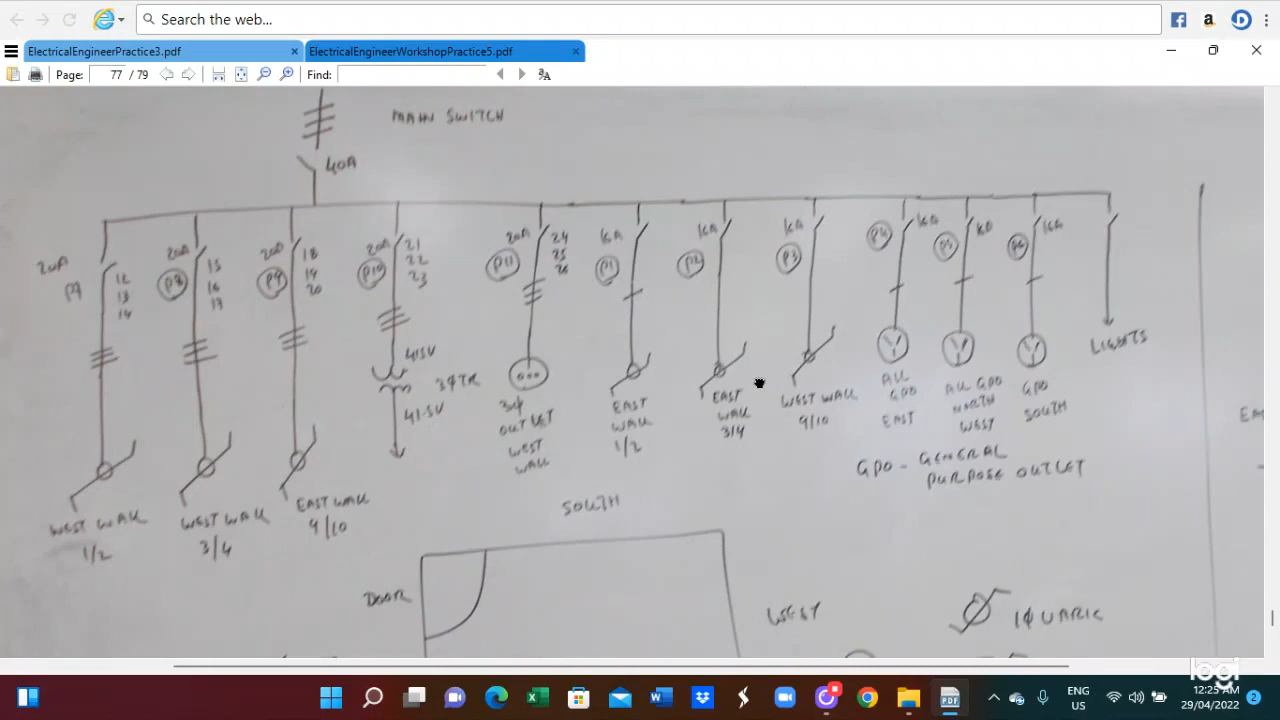 Search the web...
ElectricalEngineerPractice3.pdf
ElectricalEngineerWorkshopPractice5.pdf
Page: 77 / 79
Find:
MAIN SWITCH
40A
20A P7 12 13 14
20A P8 15 16 17
20A P9 18 19 20
20A P10 21 22 23
20A P11 24 25 26
16A P1
16A P2
16A P3
P4 16A
P5 16A
P6 16A
415V
3φ TR
415V
3φ
OUTLET
WEST
WALL
EAST
WALL
1/2
EAST
WALL
3/4
WEST WALL
9/10
ALL
GPO
EAST
ALL GPO
NORTH
WEST
GPO
SOUTH
LIGHTS
WEST WALL
1/2
WEST WALL
3/4
EAST WALL
9/10
GPO - GENERAL
PURPOSE OUTLET
SOUTH
DOOR
WEST
1φ VARIC
logi
ENG
US
12:25 AM
29/04/2022
2